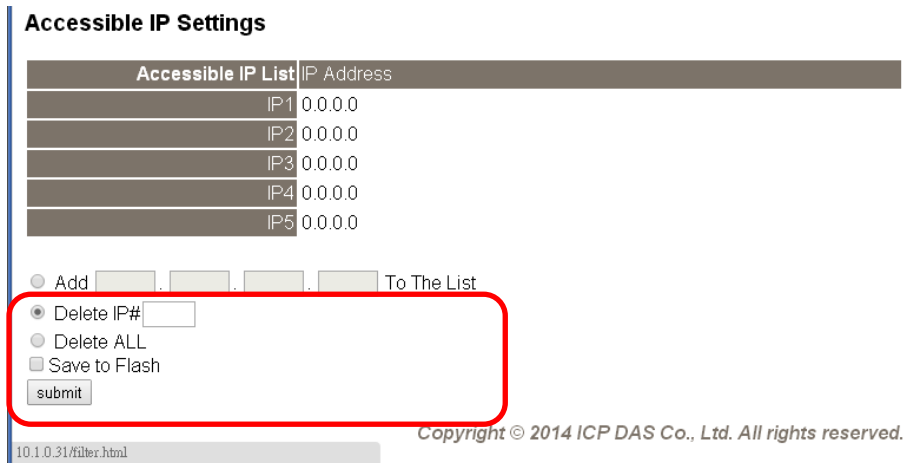 Accessible IP Settings
Accessible IP List IP Address
IP1 0.0.0.0
IP2 0.0.0.0
IP3 0.0.0.0
IP4 0.0.0.0
IP5 0.0.0.0
Add . . . To The List
Delete IP#
Delete ALL
Save to Flash
submit
Copyright © 2014 ICP DAS Co., Ltd. All rights reserved.
10.1.0.31/filter.html